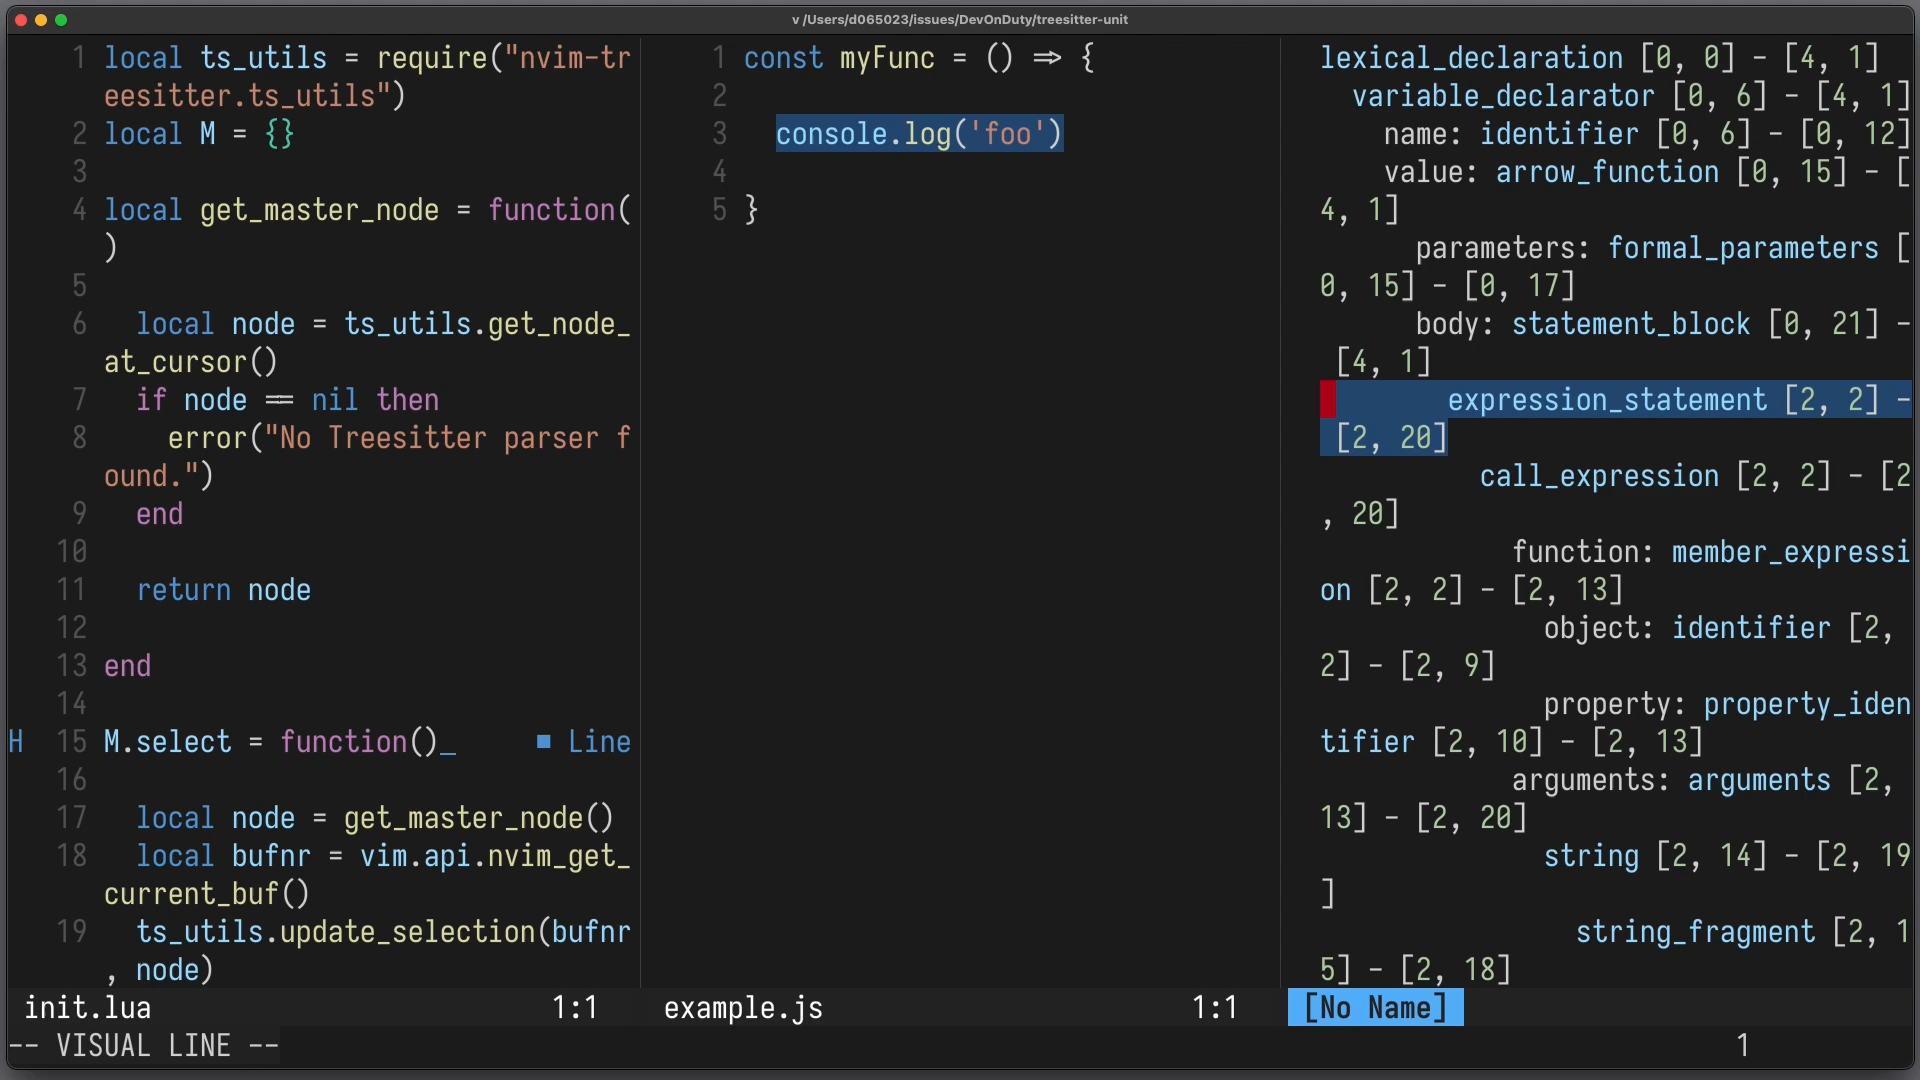 v /Users/d065023/issues/DevOnDuty/treesitter-unit
1 local ts_utils = require("nvim-tr
eesitter.ts_utils")
2 local M = {}
3
4 local get_master_node = function(
)
5
6   local node = ts_utils.get_node_
at_cursor()
7   if node == nil then
8     error("No Treesitter parser f
ound.")
9   end
10
11   return node
12
13 end
14
H 15 M.select = function()_ ■ Line
16
17   local node = get_master_node()
18   local bufnr = vim.api.nvim_get_
current_buf()
19   ts_utils.update_selection(bufnr
, node)
init.lua 1:1
1 const myFunc = () => {
2
3   console.log('foo')
4
5 }
example.js 1:1
lexical_declaration [0, 0] - [4, 1]
variable_declarator [0, 6] - [4, 1]
name: identifier [0, 6] - [0, 12]
value: arrow_function [0, 15] - [
4, 1]
parameters: formal_parameters [
0, 15] - [0, 17]
body: statement_block [0, 21] -
[4, 1]
expression_statement [2, 2] -
[2, 20]
call_expression [2, 2] - [2
, 20]
function: member_expressi
on [2, 2] - [2, 13]
object: identifier [2,
2] - [2, 9]
property: property_iden
tifier [2, 10] - [2, 13]
arguments: arguments [2,
13] - [2, 20]
string [2, 14] - [2, 19
]
string_fragment [2, 1
5] - [2, 18]
[No Name]
-- VISUAL LINE -- 1